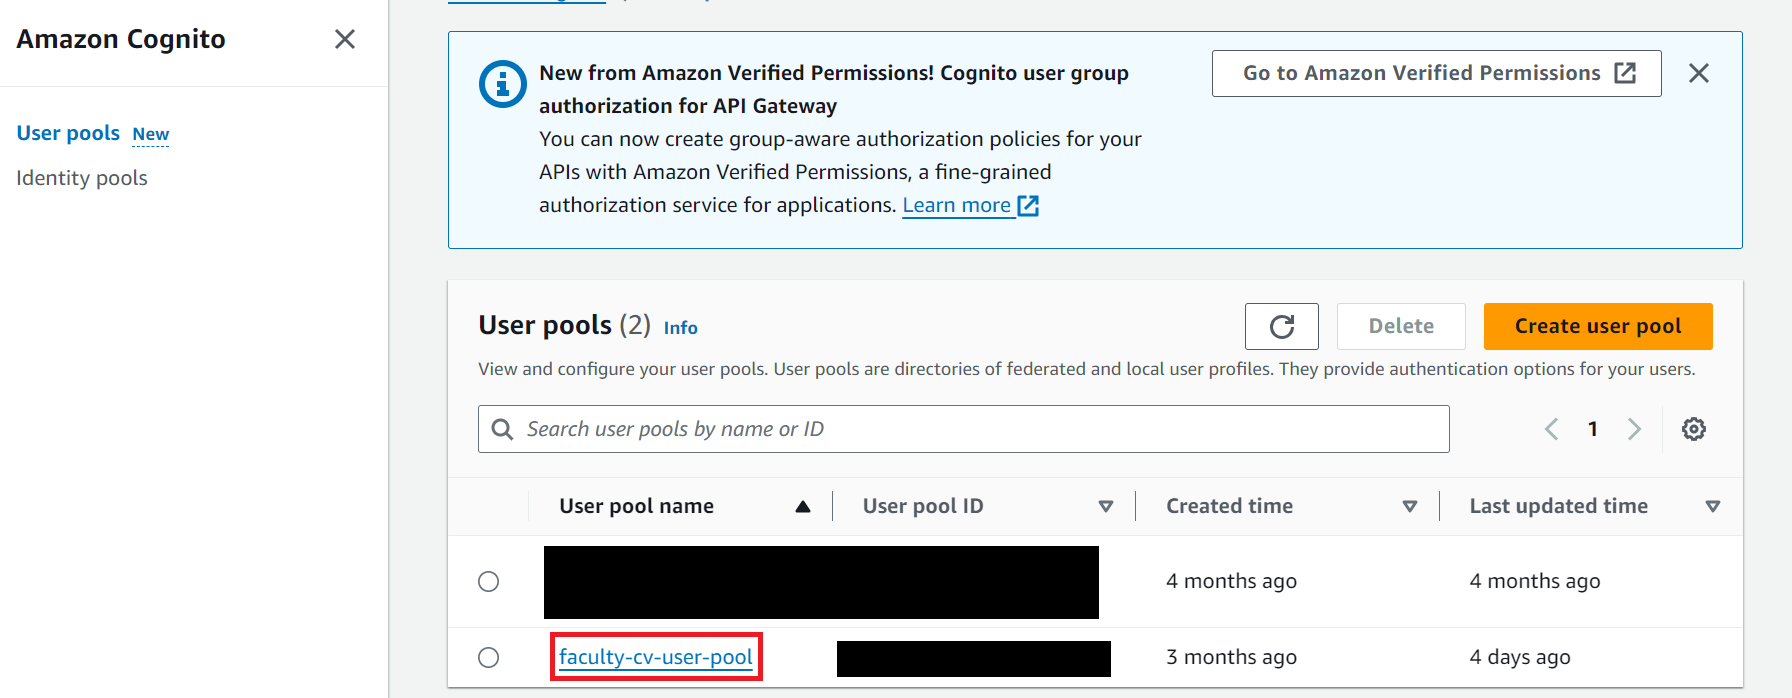 Amazon Cognito
User pools New
Identity pools
New from Amazon Verified Permissions! Cognito user group
authorization for API Gateway
You can now create group-aware authorization policies for your
APIs with Amazon Verified Permissions, a fine-grained
authorization service for applications. Learn more
Go to Amazon Verified Permissions
User pools (2) Info
Delete
Create user pool
View and configure your user pools. User pools are directories of federated and local user profiles. They provide authentication options for your users.
Search user pools by name or ID
1
User pool name User pool ID Created time Last updated time
4 months ago 4 months ago
faculty-cv-user-pool 3 months ago 4 days ago